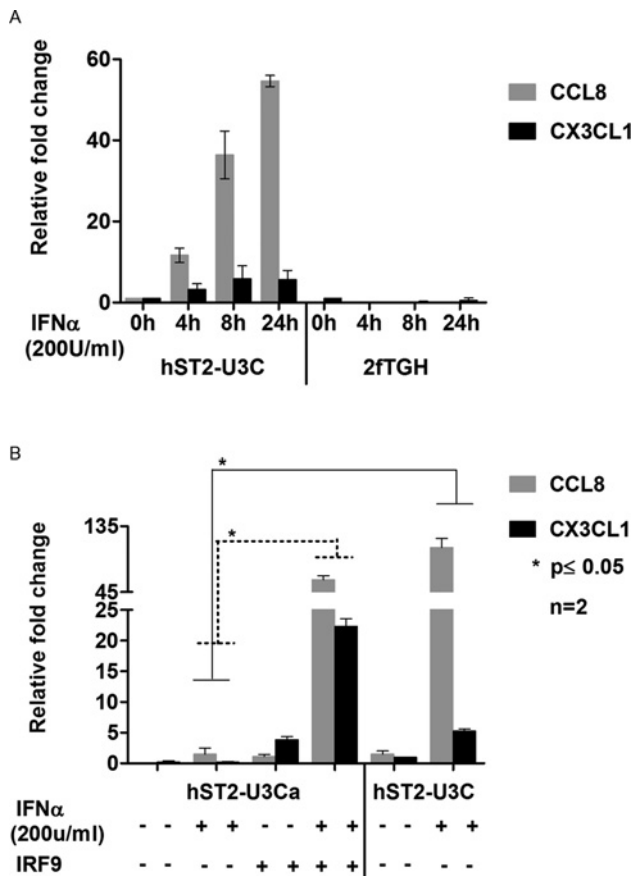 A
Relative fold change
60
40
20
0
CCL8
CX3CL1
IFNα
(200U/ml)
0h 4h 8h 24h 0h 4h 8h 24h
hST2-U3C 2fTGH
B
*
*
Relative fold change
135
45
25
20
15
10
5
0
CCL8
CX3CL1
* p≤ 0.05
n=2
hST2-U3Ca hST2-U3C
IFNα
(200u/ml)
- - + + - - + + - - + +
IRF9
- - - - + + + + - - - -